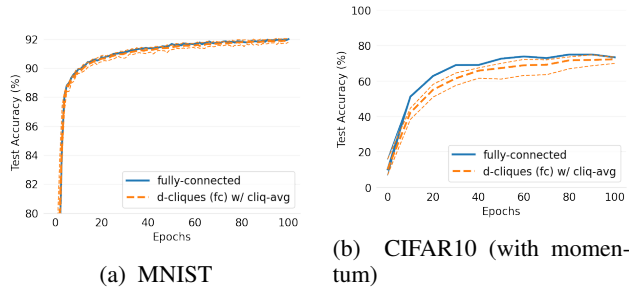 92
90
88
86
84
82
80
Test Accuracy (%)
0 20 40 60 80 100
Epochs
fully-connected
d-cliques (fc) w/ cliq-avg
(a) MNIST
100
80
60
40
20
0
Test Accuracy (%)
0 20 40 60 80 100
Epochs
fully-connected
d-cliques (fc) w/ cliq-avg
(b) CIFAR10 (with momen-
tum)